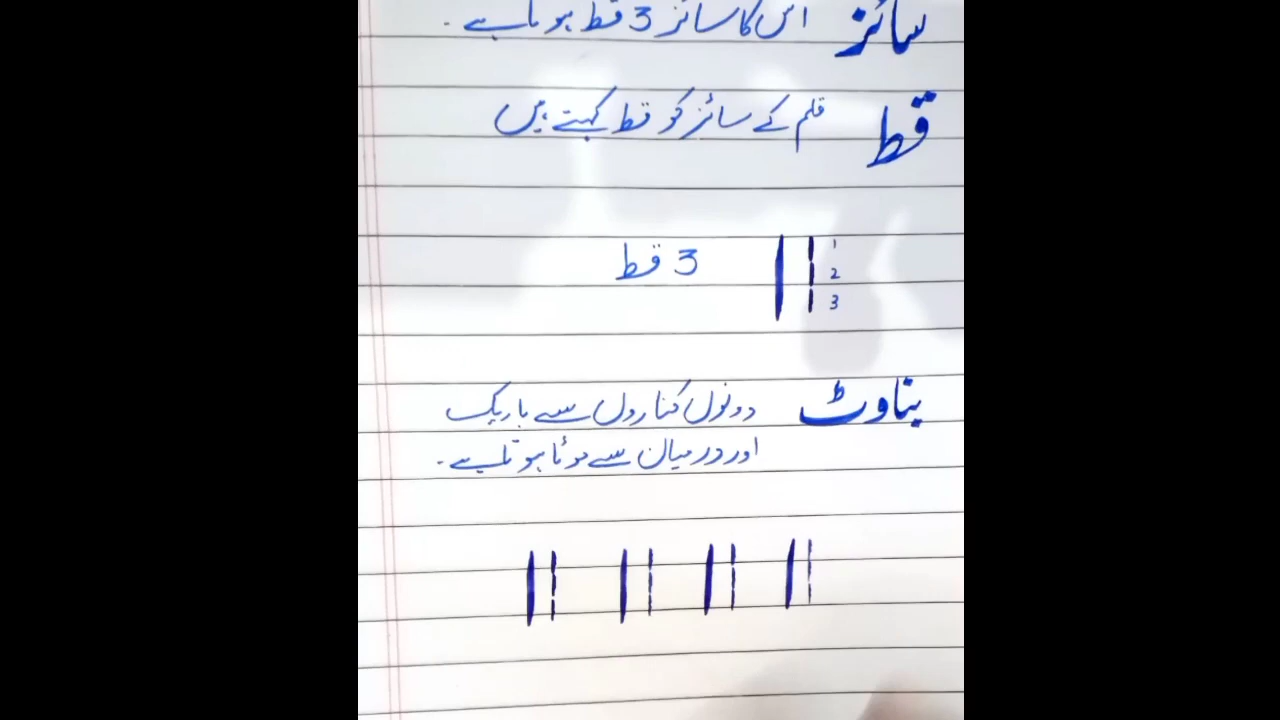 سائز اس کا سائز 3 قط ہوتا ہے۔
قط قلم کے سائز کو قط کہتے ہیں
3 قط
1
2
3
بناوٹ دونوں کناروں سے باریک
اور درمیان سے موٹا ہوتا ہے۔